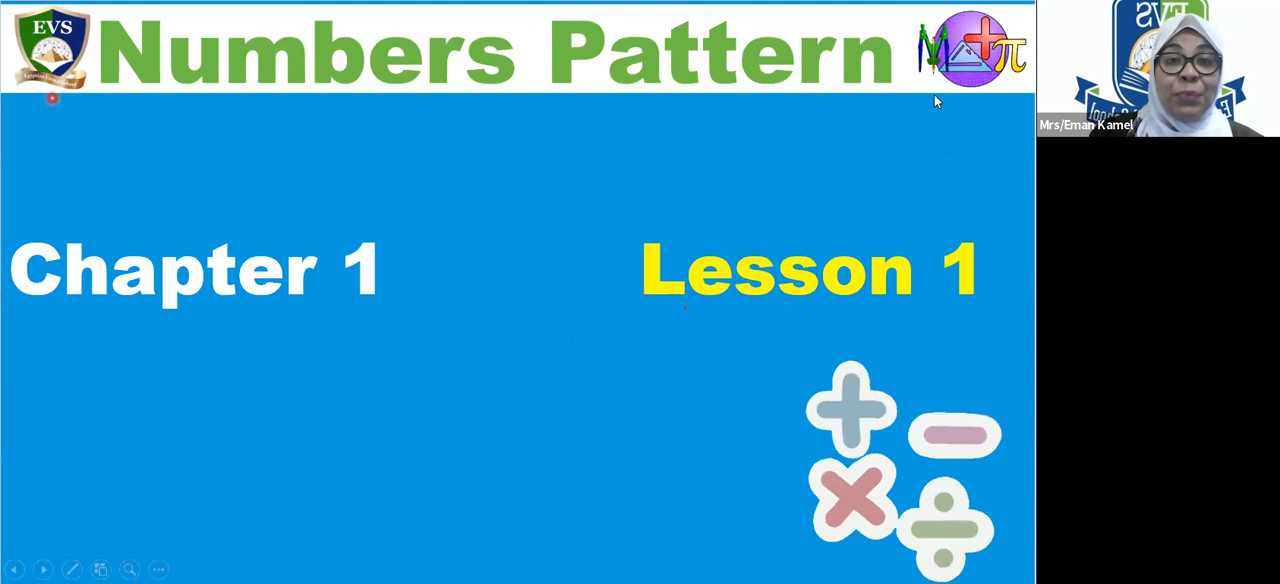 EVS
Numbers Pattern
Mrs/Eman Kamel
Chapter 1
Lesson 1